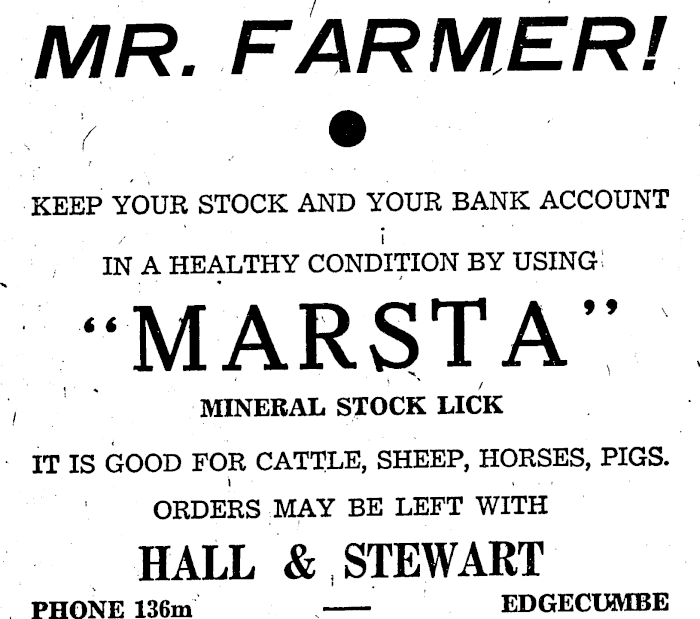 MR. FARMER!
KEEP YOUR STOCK AND YOUR BANK ACCOUNT
IN A HEALTHY CONDITION BY USING
“MARSTA”
MINERAL STOCK LICK
IT IS GOOD FOR CATTLE, SHEEP, HORSES, PIGS.
ORDERS MAY BE LEFT WITH
HALL & STEWART
PHONE 136m — EDGECUMBE